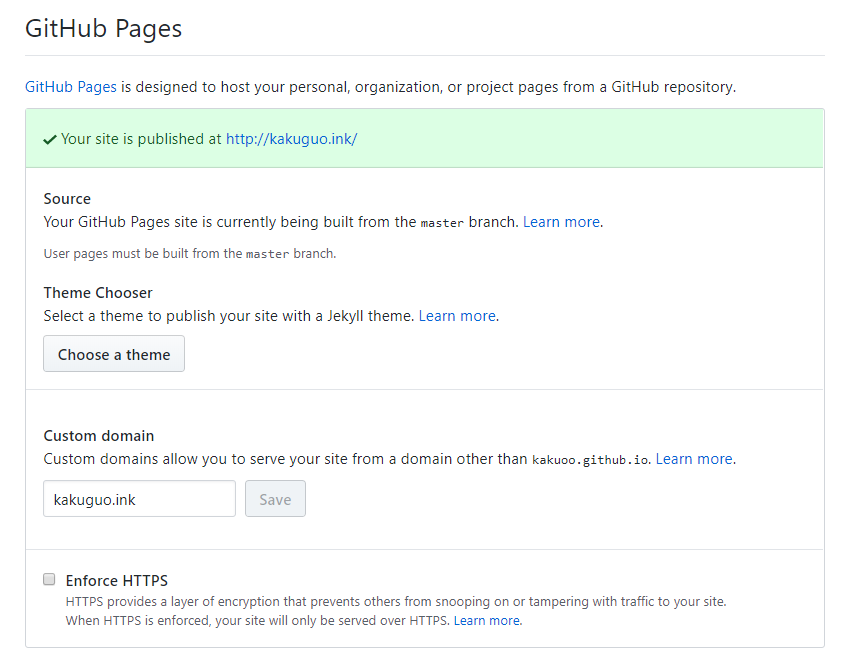 GitHub Pages
GitHub Pages is designed to host your personal, organization, or project pages from a GitHub repository.
Your site is published at http://kakuguo.ink/
Source
Your GitHub Pages site is currently being built from the master branch. Learn more.
User pages must be built from the master branch.
Theme Chooser
Select a theme to publish your site with a Jekyll theme. Learn more.
Choose a theme
Custom domain
Custom domains allow you to serve your site from a domain other than kakuoo.github.io. Learn more.
kakuguo.ink Save
Enforce HTTPS
HTTPS provides a layer of encryption that prevents others from snooping on or tampering with traffic to your site.
When HTTPS is enforced, your site will only be served over HTTPS. Learn more.